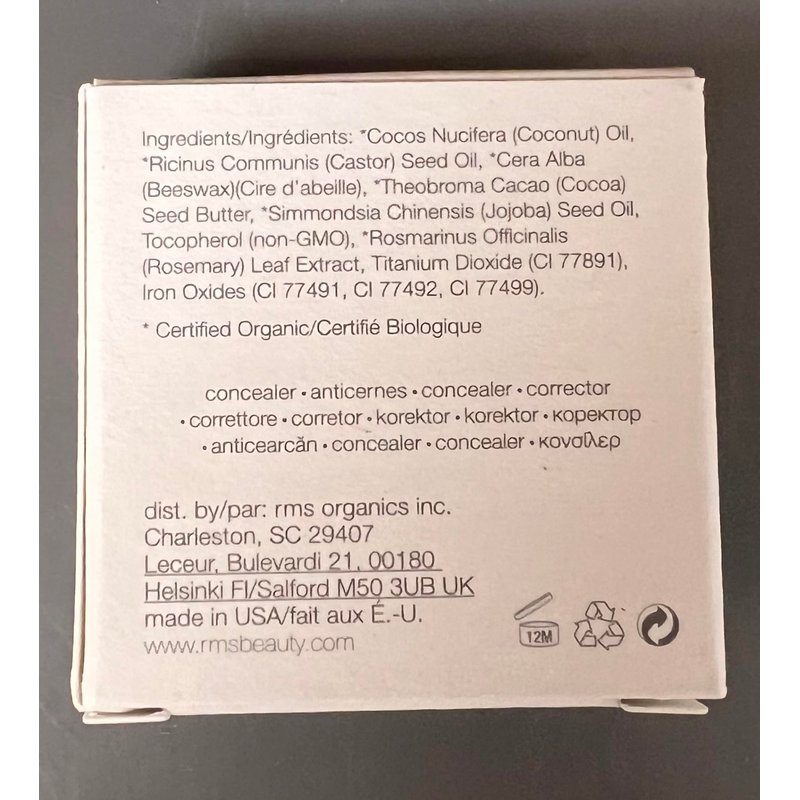 Ingredients/Ingrédients: *Cocos Nucifera (Coconut) Oil,
*Ricinus Communis (Castor) Seed Oil, *Cera Alba
(Beeswax)(Cire d'abeille), *Theobroma Cacao (Cocoa)
Seed Butter, *Simmondsia Chinensis (Jojoba) Seed Oil,
Tocopherol (non-GMO), *Rosmarinus Officinalis
(Rosemary) Leaf Extract, Titanium Dioxide (CI 77891),
Iron Oxides (CI 77491, CI 77492, CI 77499).
* Certified Organic/Certifié Biologique
concealer • anticernes • concealer • corrector
• correttore • corretor • korektor • korektor • коректор
• anticearcăn • concealer • concealer • κονσίλερ
dist. by/par: rms organics inc.
Charleston, SC 29407
Leceur, Bulevardi 21, 00180
Helsinki FI/Salford M50 3UB UK
made in USA/fait aux É.-U.
www.rmsbeauty.com
12M